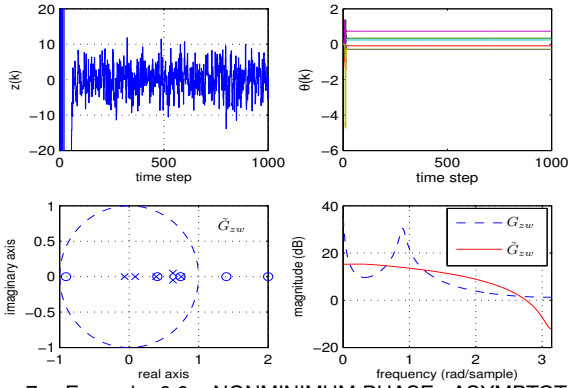 20
10
0
−10
−20
z(k)
0
500
1000
time step
2
0
−2
−4
−6
θ(k)
0
500
1000
time step
1
0.5
0
−0.5
−1
imaginary axis
G̃zw
−1
0
1
2
real axis
40
20
0
−20
magnitude (dB)
Gzw
G̃zw
0
1
2
3
frequency (rad/sample)
NONMINIMUM PHASE